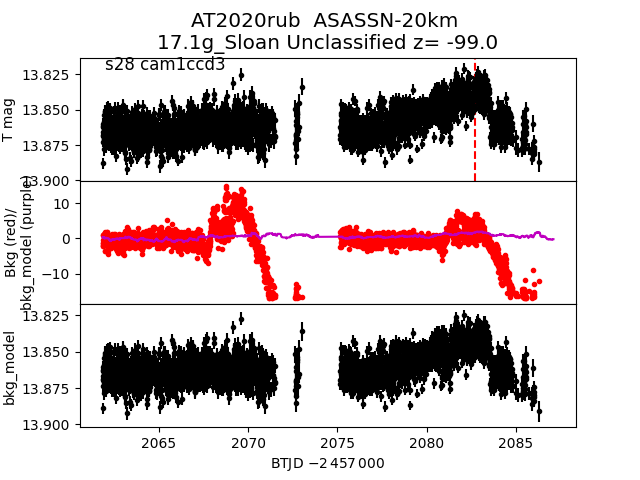 AT2020rub  ASASSN-20km
17.1g_Sloan Unclassified z= -99.0
s28 cam1ccd3
T mag
13.825
13.850
13.875
13.900
Bkg (red)/
bkg_model (purple)
10
0
−10
bkg_model
13.825
13.850
13.875
13.900
2065 2070 2075 2080 2085
BTJD −2 457 000